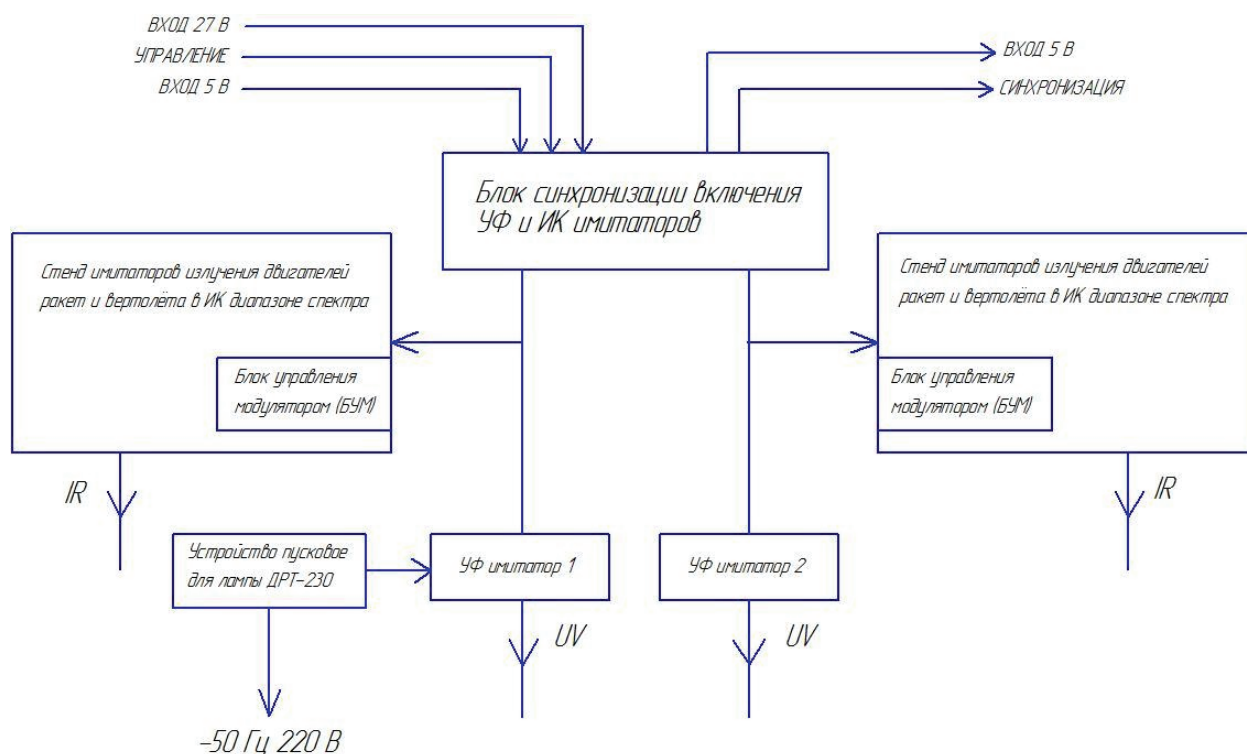 ВХОД 27 В
УПРАВЛЕНИЕ
ВХОД 5 В
ВХОД 5 В
СИНХРОНИЗАЦИЯ
Блок синхронизации включения
УФ и ИК имитаторов
Стенд имитаторов излучения двигателей
ракет и вертолёта в ИК диапазоне спектра
Блок управления
модулятором (БУМ)
IR
Стенд имитаторов излучения двигателей
ракет и вертолёта в ИК диапазоне спектра
Блок управления
модулятором (БУМ)
IR
Устройство пусковое
для лампы ДРТ-230
УФ имитатор 1
УФ имитатор 2
UV
UV
~50 Гц 220 В